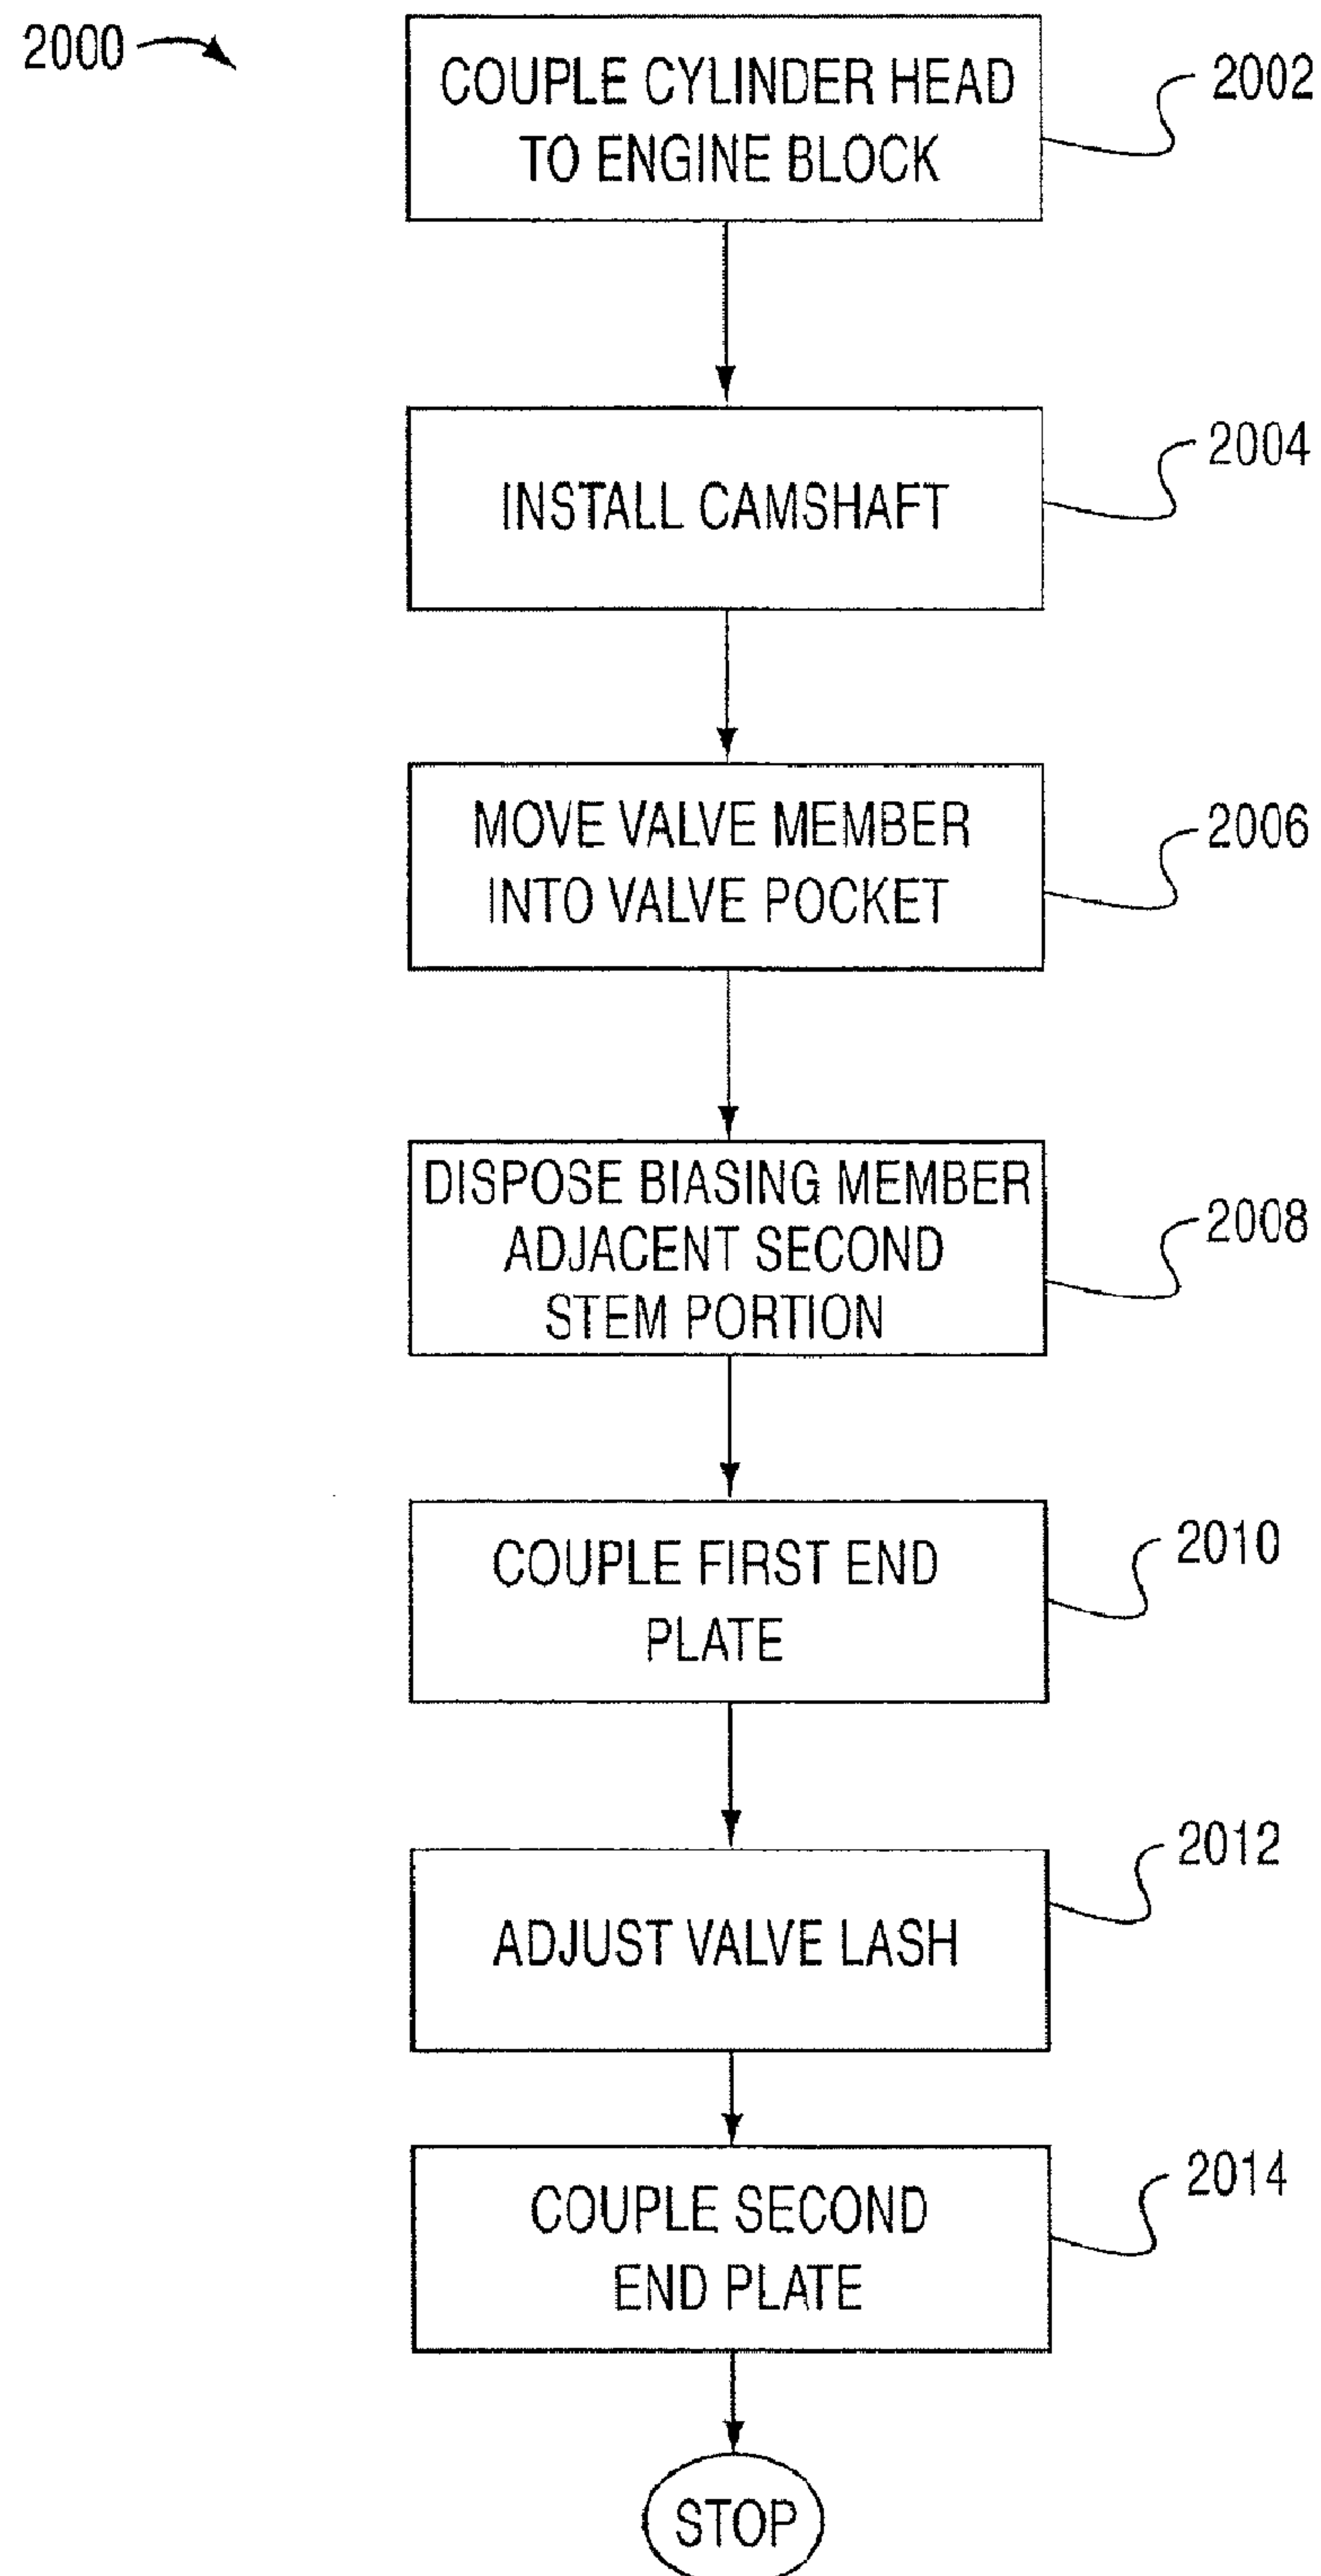 2000
COUPLE CYLINDER HEAD
TO ENGINE BLOCK
2002
INSTALL CAMSHAFT
2004
MOVE VALVE MEMBER
INTO VALVE POCKET
2006
DISPOSE BIASING MEMBER
ADJACENT SECOND
STEM PORTION
2008
COUPLE FIRST END
PLATE
2010
ADJUST VALVE LASH
2012
COUPLE SECOND
END PLATE
2014
STOP